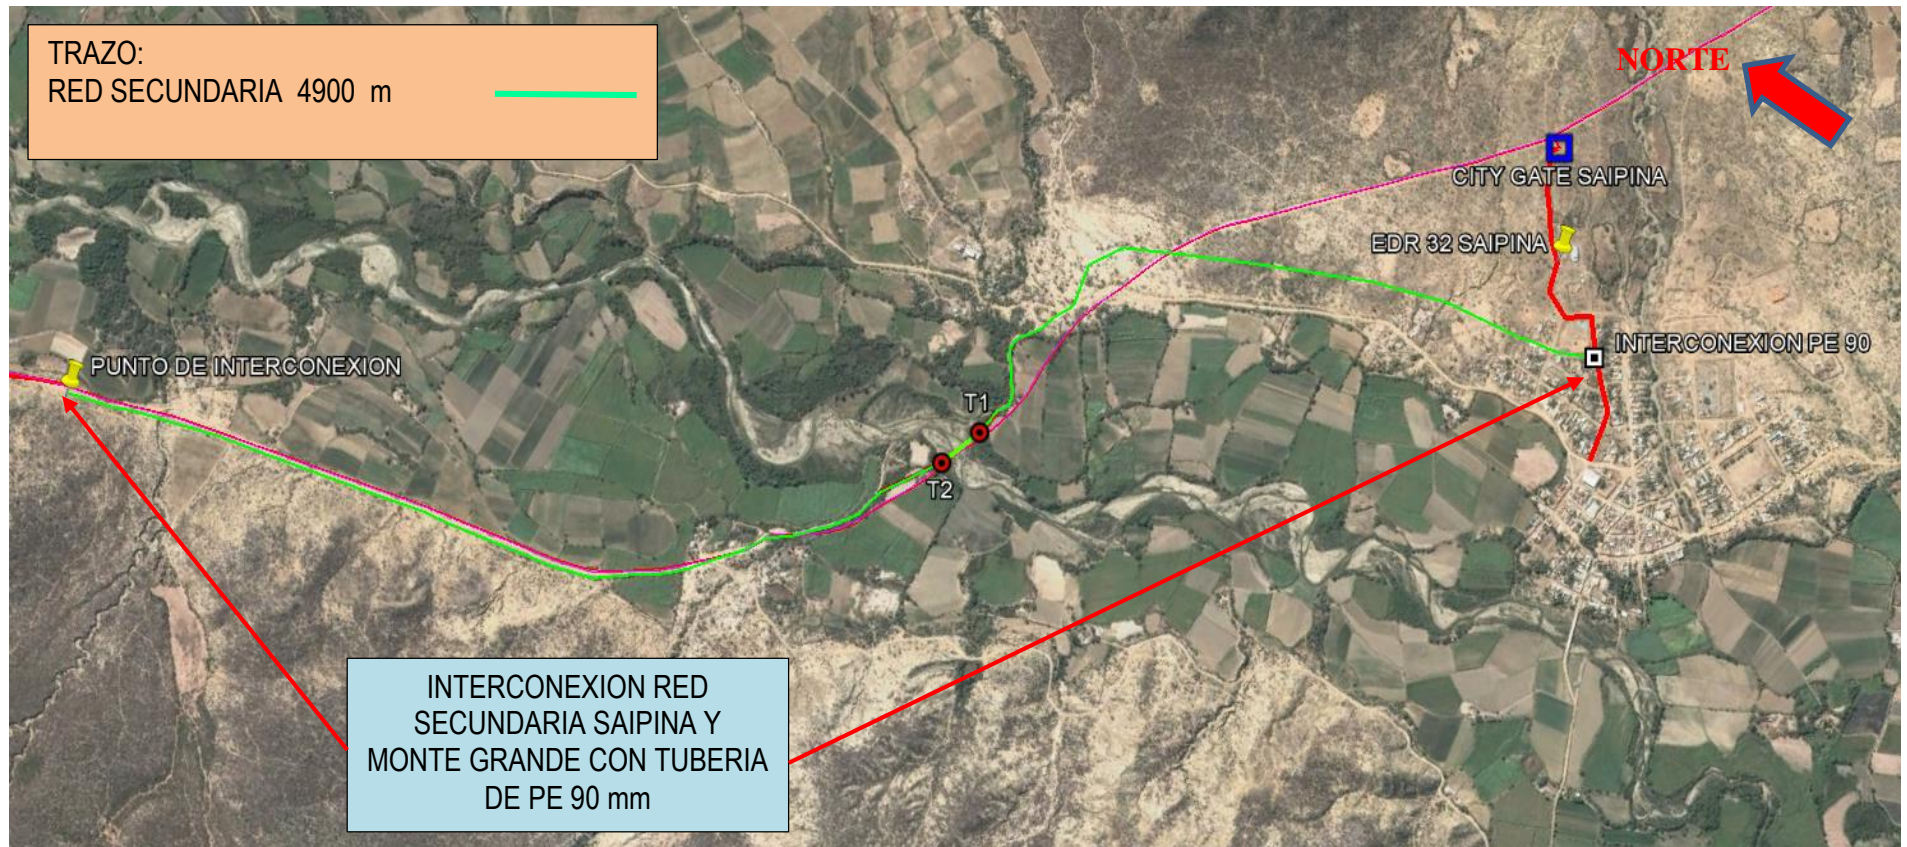 TRAZO:
RED SECUNDARIA 4900 m
NORTE
CITY GATE SAIPINA
EDR 32 SAIPINA
INTERCONEXION PE 90
PUNTO DE INTERCONEXION
T1
T2
INTERCONEXION RED
SECUNDARIA SAIPINA Y
MONTE GRANDE CON TUBERIA
DE PE 90 mm